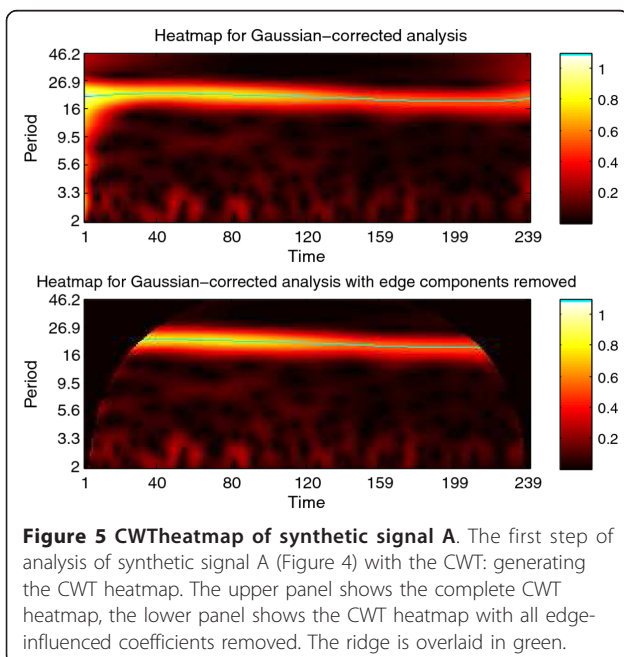 Heatmap for Gaussian−corrected analysis
46.2
26.9
16
9.5
5.6
3.3
2
Period
1 40 80 120 159 199 239
Time
1
0.8
0.6
0.4
0.2
Heatmap for Gaussian−corrected analysis with edge components removed
46.2
26.9
16
9.5
5.6
3.3
2
Period
1 40 80 120 159 199 239
Time
1
0.8
0.6
0.4
0.2
Figure 5 CWTheatmap of synthetic signal A. The first step of
analysis of synthetic signal A (Figure 4) with the CWT: generating
the CWT heatmap. The upper panel shows the complete CWT
heatmap, the lower panel shows the CWT heatmap with all edge-
influenced coefficients removed. The ridge is overlaid in green.